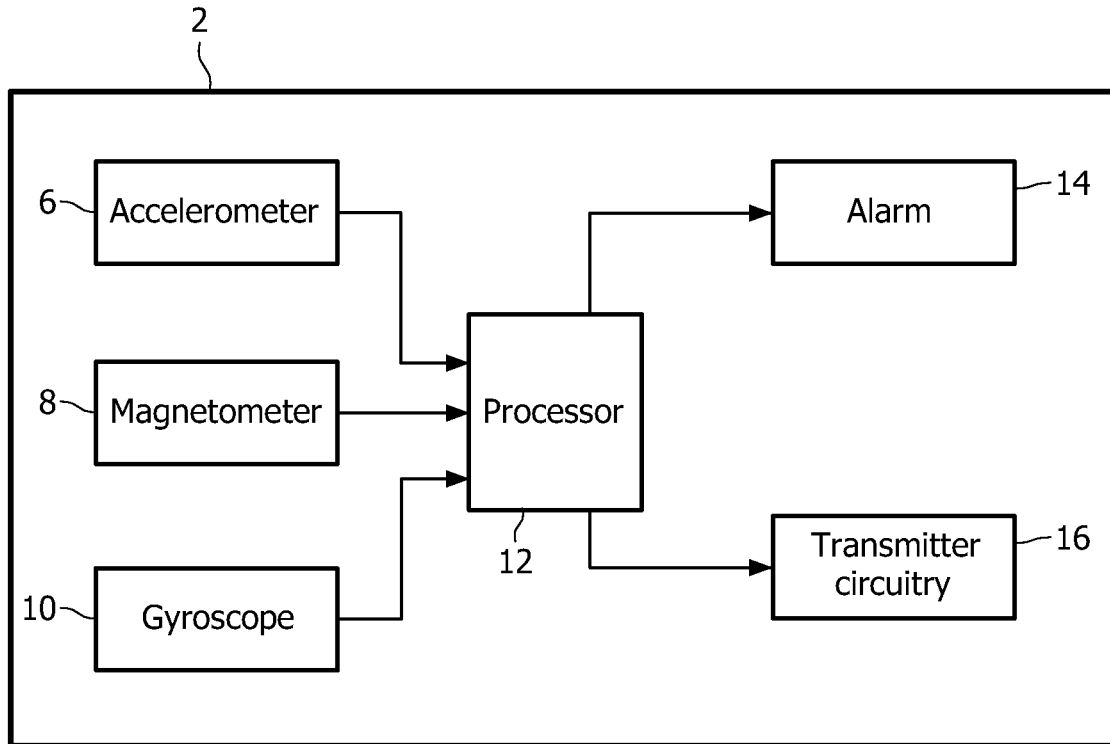 2
6
Accelerometer
Alarm
14
8
Magnetometer
Processor
12
10
Gyroscope
Transmitter
circuitry
16